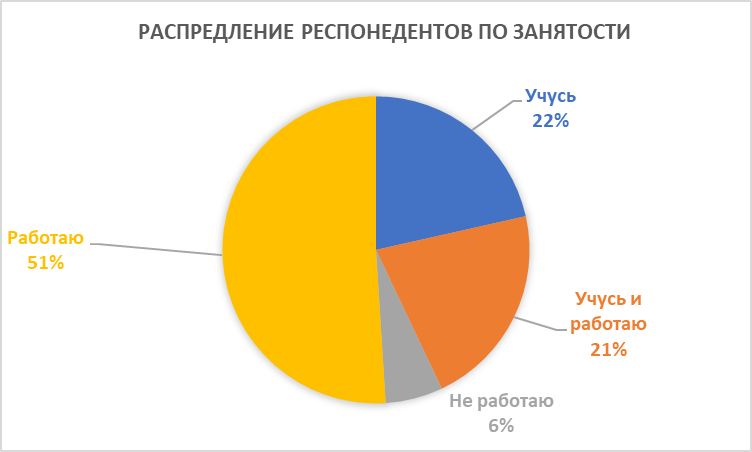 РАСПРЕДЛЕНИЕ РЕСПОНЕДЕНТОВ ПО ЗАНЯТОСТИ
Учусь
22%
Учусь и
работаю
21%
Не работаю
6%
Работаю
51%